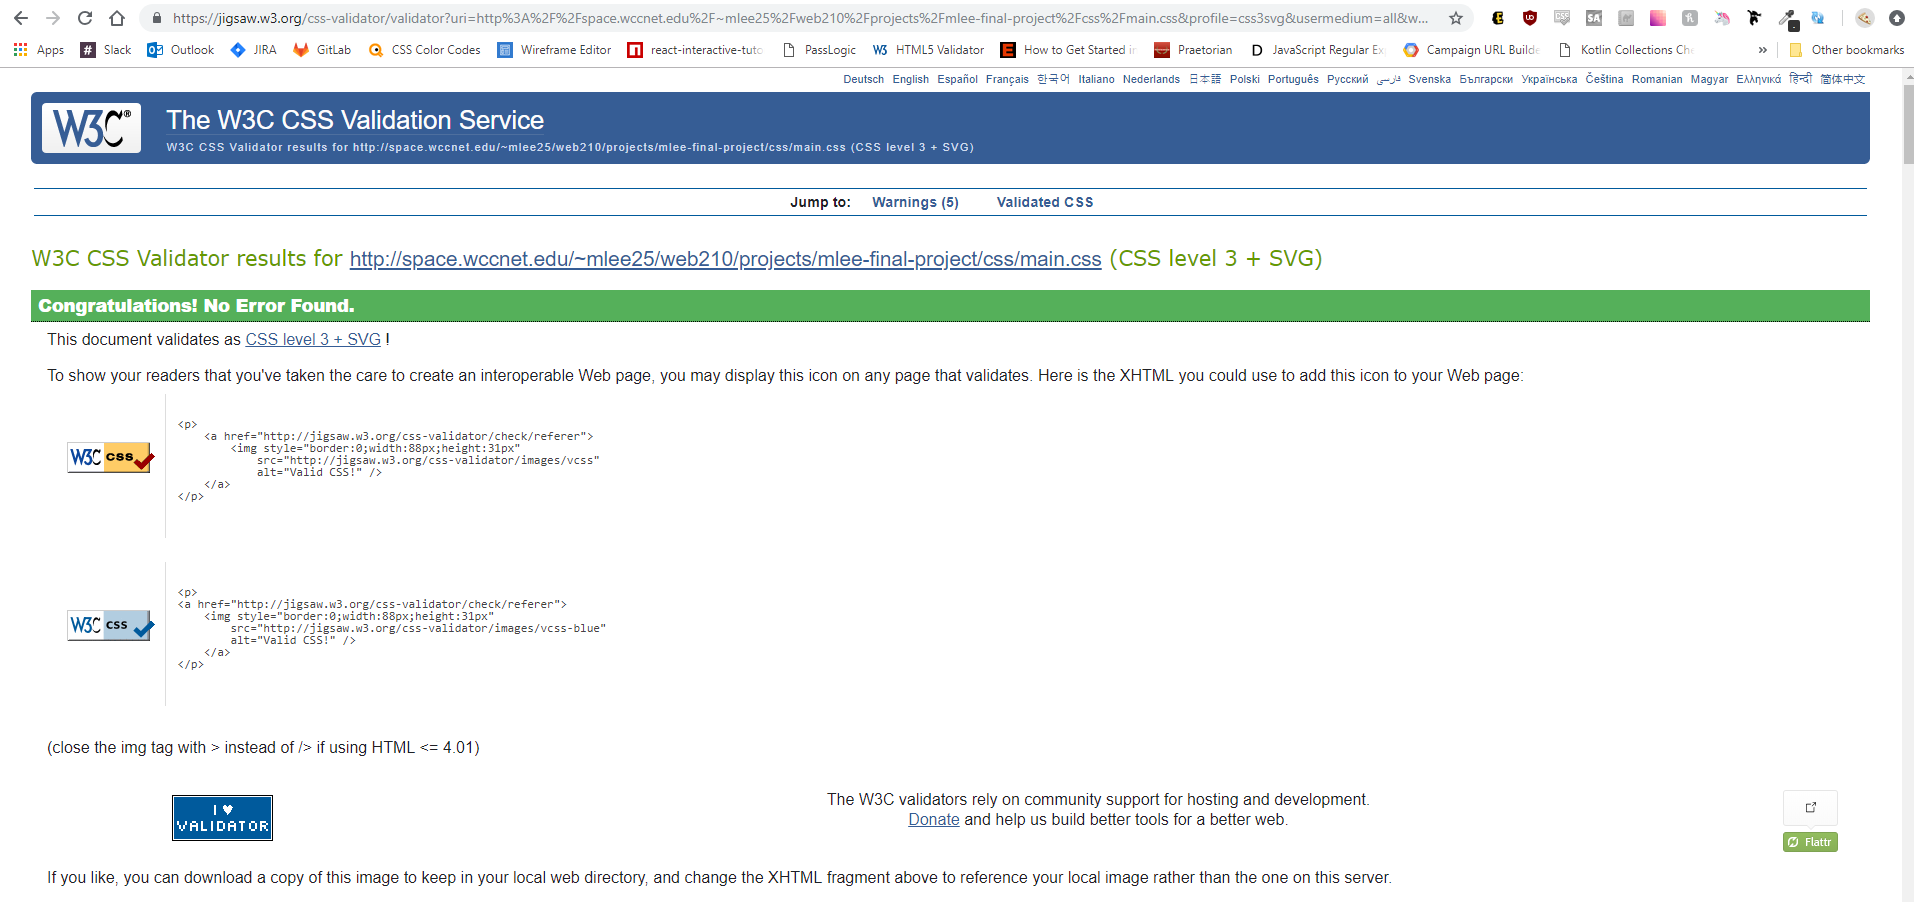 https://jigsaw.w3.org/css-validator/validator?uri=http%3A%2F%2Fspace.wccnet.edu%2F~mlee25%2Fweb210%2Fprojects%2Fmlee-final-project%2Fcss%2Fmain.css&profile=css3svg&usermedium=all&w...
Apps Slack Outlook JIRA GitLab CSS Color Codes Wireframe Editor react-interactive-tuto PassLogic HTML5 Validator How to Get Started in Praetorian JavaScript Regular Ex Campaign URL Builde Kotlin Collections Che » Other bookmarks
Deutsch English Español Français 한국어 Italiano Nederlands 日本語 Polski Português Русский فارسی Svenska Български Українська Čeština Romanian Magyar Ελληνικά हिन्दी 简体中文
W3C®
The W3C CSS Validation Service
W3C CSS Validator results for http://space.wccnet.edu/~mlee25/web210/projects/mlee-final-project/css/main.css (CSS level 3 + SVG)
Jump to: Warnings (5) Validated CSS
W3C CSS Validator results for http://space.wccnet.edu/~mlee25/web210/projects/mlee-final-project/css/main.css (CSS level 3 + SVG)
Congratulations! No Error Found.
This document validates as CSS level 3 + SVG !
To show your readers that you've taken the care to create an interoperable Web page, you may display this icon on any page that validates. Here is the XHTML you could use to add this icon to your Web page:
W3C css
<p>
<a href="http://jigsaw.w3.org/css-validator/check/referer">
<img style="border:0;width:88px;height:31px"
src="http://jigsaw.w3.org/css-validator/images/vcss"
alt="Valid CSS!" />
</a>
</p>
W3C css
<p>
<a href="http://jigsaw.w3.org/css-validator/check/referer">
<img style="border:0;width:88px;height:31px"
src="http://jigsaw.w3.org/css-validator/images/vcss-blue"
alt="Valid CSS!" />
</a>
</p>
(close the img tag with > instead of /> if using HTML <= 4.01)
I ♥
VALIDATOR
The W3C validators rely on community support for hosting and development.
Donate and help us build better tools for a better web.
Flattr
If you like, you can download a copy of this image to keep in your local web directory, and change the XHTML fragment above to reference your local image rather than the one on this server.